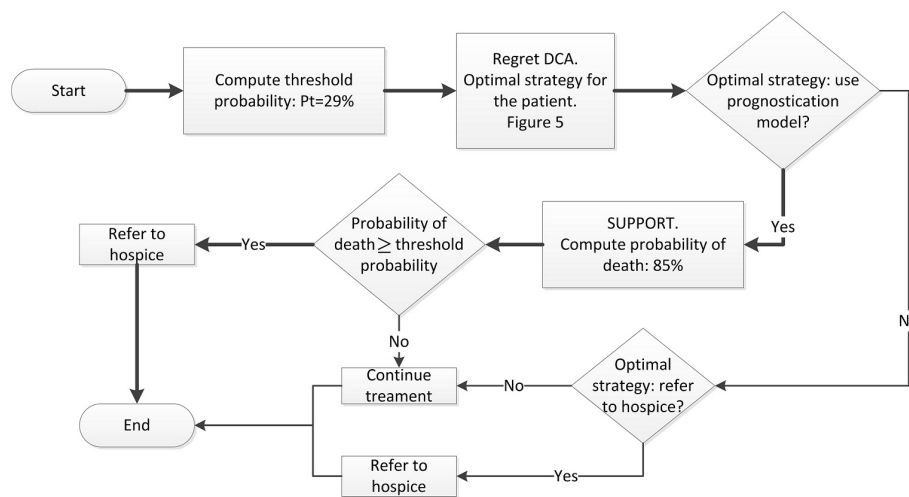 Start
Compute threshold
probability: Pt=29%
Regret DCA.
Optimal strategy for
the patient.
Figure 5
Optimal strategy: use
prognostication
model?
Yes
SUPPORT.
Compute probability of
death: 85%
Probability of
death ≥ threshold
probability
Yes
Refer to
hospice
No
Continue
treament
No
Optimal
strategy: refer
to hospice?
N
End
Refer to
hospice
Yes